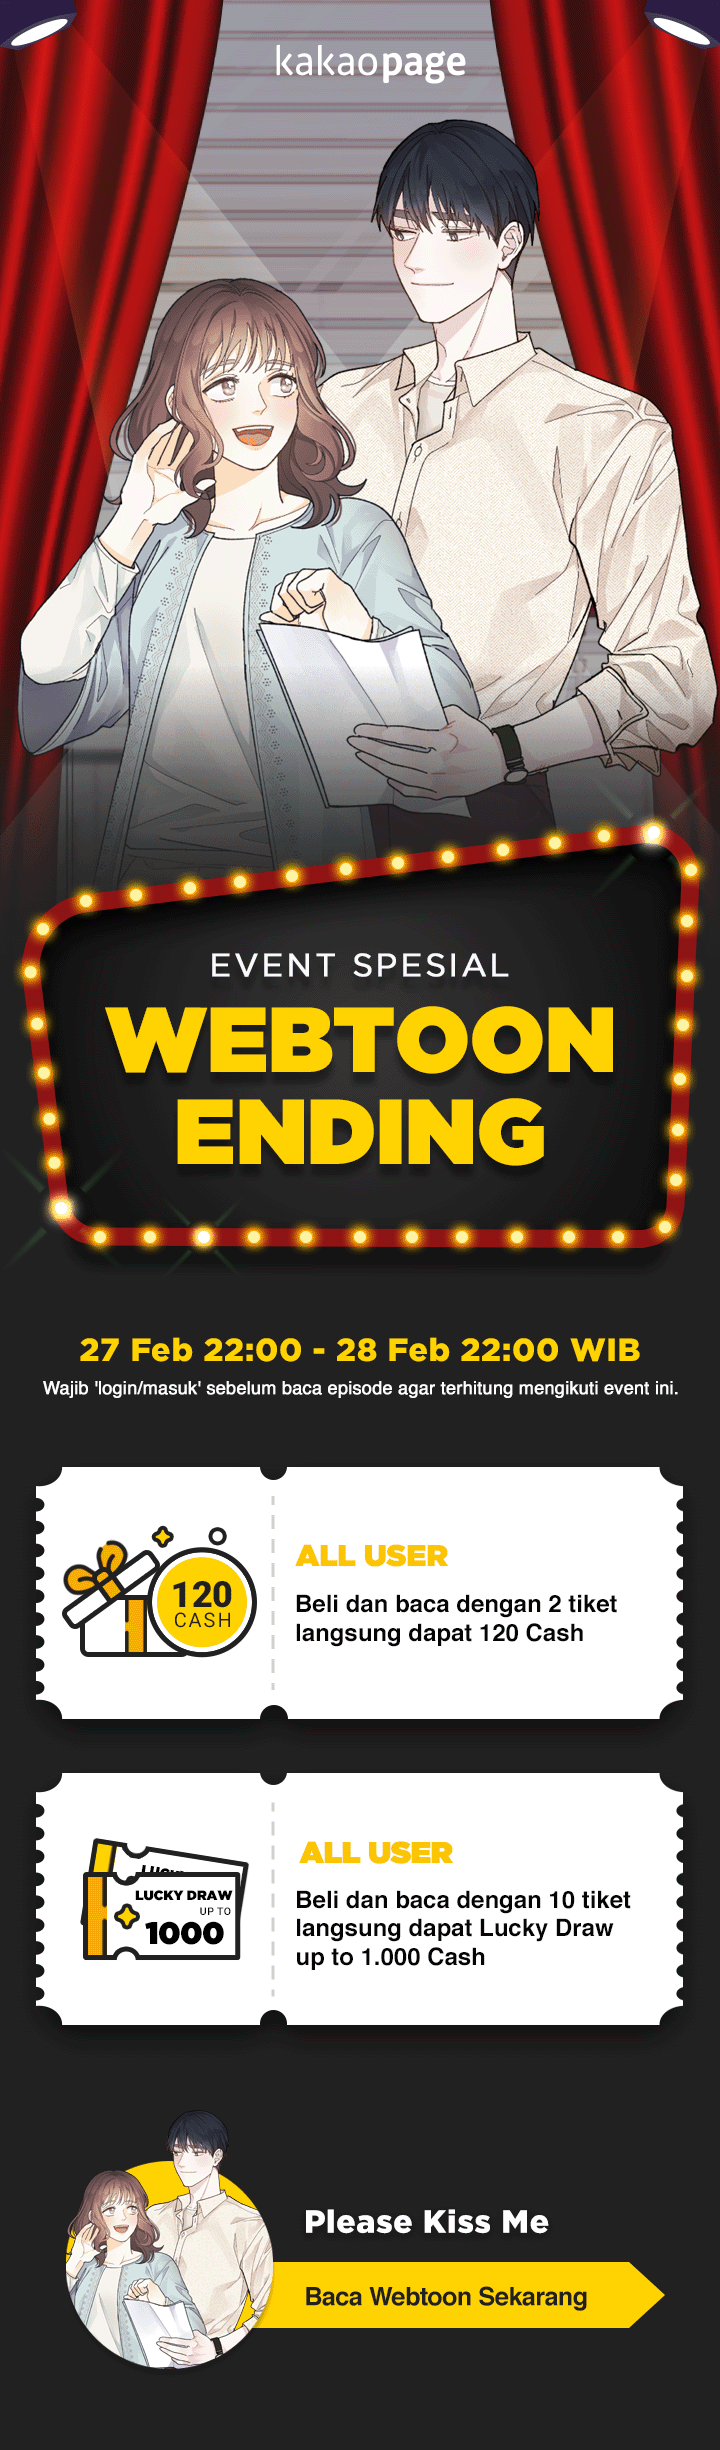 kakaopage
EVENT SPESIAL
WEBTOON
ENDING
27 Feb 22:00 - 28 Feb 22:00 WIB
Wajib 'login/masuk' sebelum baca episode agar terhitung mengikuti event ini.
120
CASH
ALL USER
Beli dan baca dengan 2 tiket
langsung dapat 120 Cash
LUCKY DRAW
UP TO
1000
ALL USER
Beli dan baca dengan 10 tiket
langsung dapat Lucky Draw
up to 1.000 Cash
Please Kiss Me
Baca Webtoon Sekarang